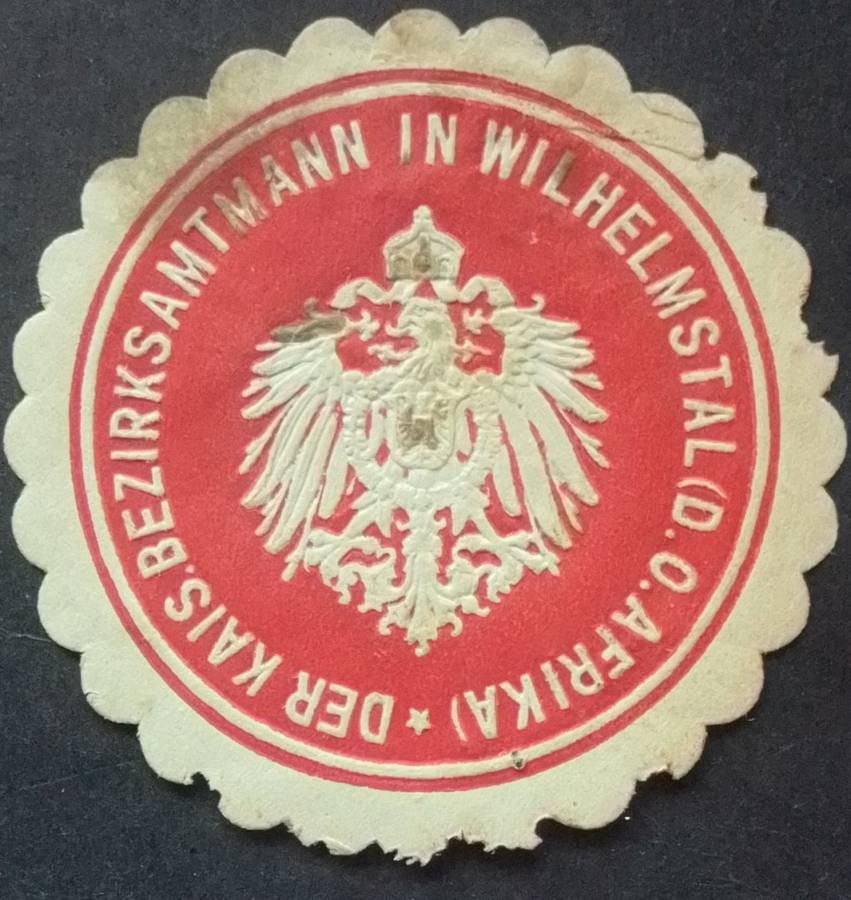 DER KAIS. BEZIRKSAMTMANN IN WILHELMSTAL (D. O. AFRIKA) ★